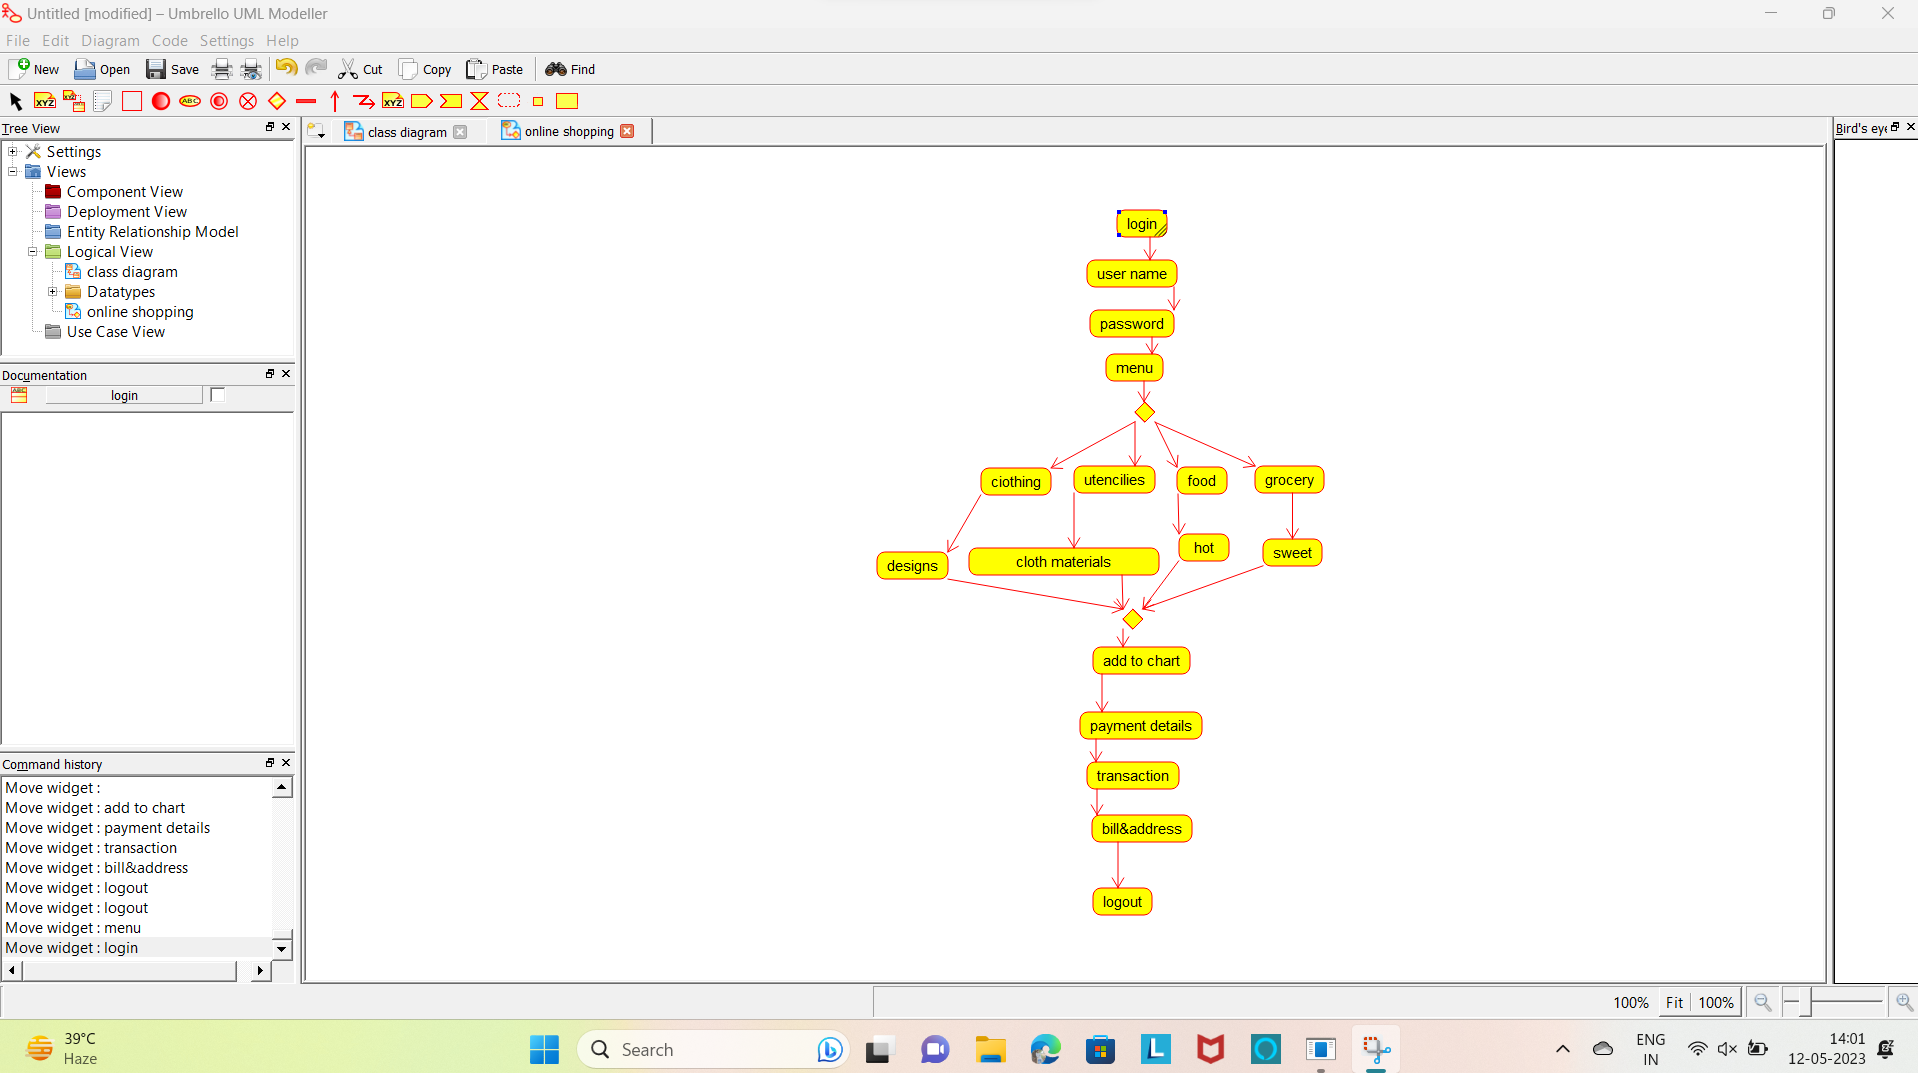 Untitled [modified] – Umbrello UML Modeller
File Edit Diagram Code Settings Help
New Open Save Cut Copy Paste Find
XYZ XYZ ABC XYZ
Tree View
class diagram
online shopping
Bird's eye
Settings
Views
Component View
Deployment View
Entity Relationship Model
Logical View
class diagram
Datatypes
online shopping
Use Case View
Documentation
ABC login
Command history
Move widget :
Move widget : add to chart
Move widget : payment details
Move widget : transaction
Move widget : bill&address
Move widget : logout
Move widget : logout
Move widget : menu
Move widget : login
login
user name
password
menu
ciothing
utencilies
food
grocery
designs
cloth materials
hot
sweet
add to chart
payment details
transaction
bill&address
logout
100% Fit 100%
39°C
Haze
Search
L
ENG
IN
14:01
12-05-2023